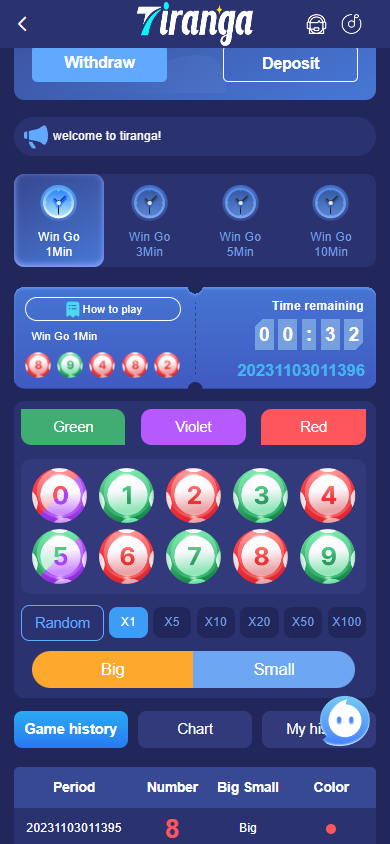 Tiranga
Withdraw Deposit
welcome to tiranga!
Win Go 1Min
Win Go 3Min
Win Go 5Min
Win Go 10Min
How to play
Win Go 1Min
8 9 4 8 2
Time remaining
0 0 : 3 2
20231103011396
Green Violet Red
0 1 2 3 4
5 6 7 8 9
Random X1 X5 X10 X20 X50 X100
Big Small
Game history Chart My his
Period Number Big Small Color
20231103011395 8 Big